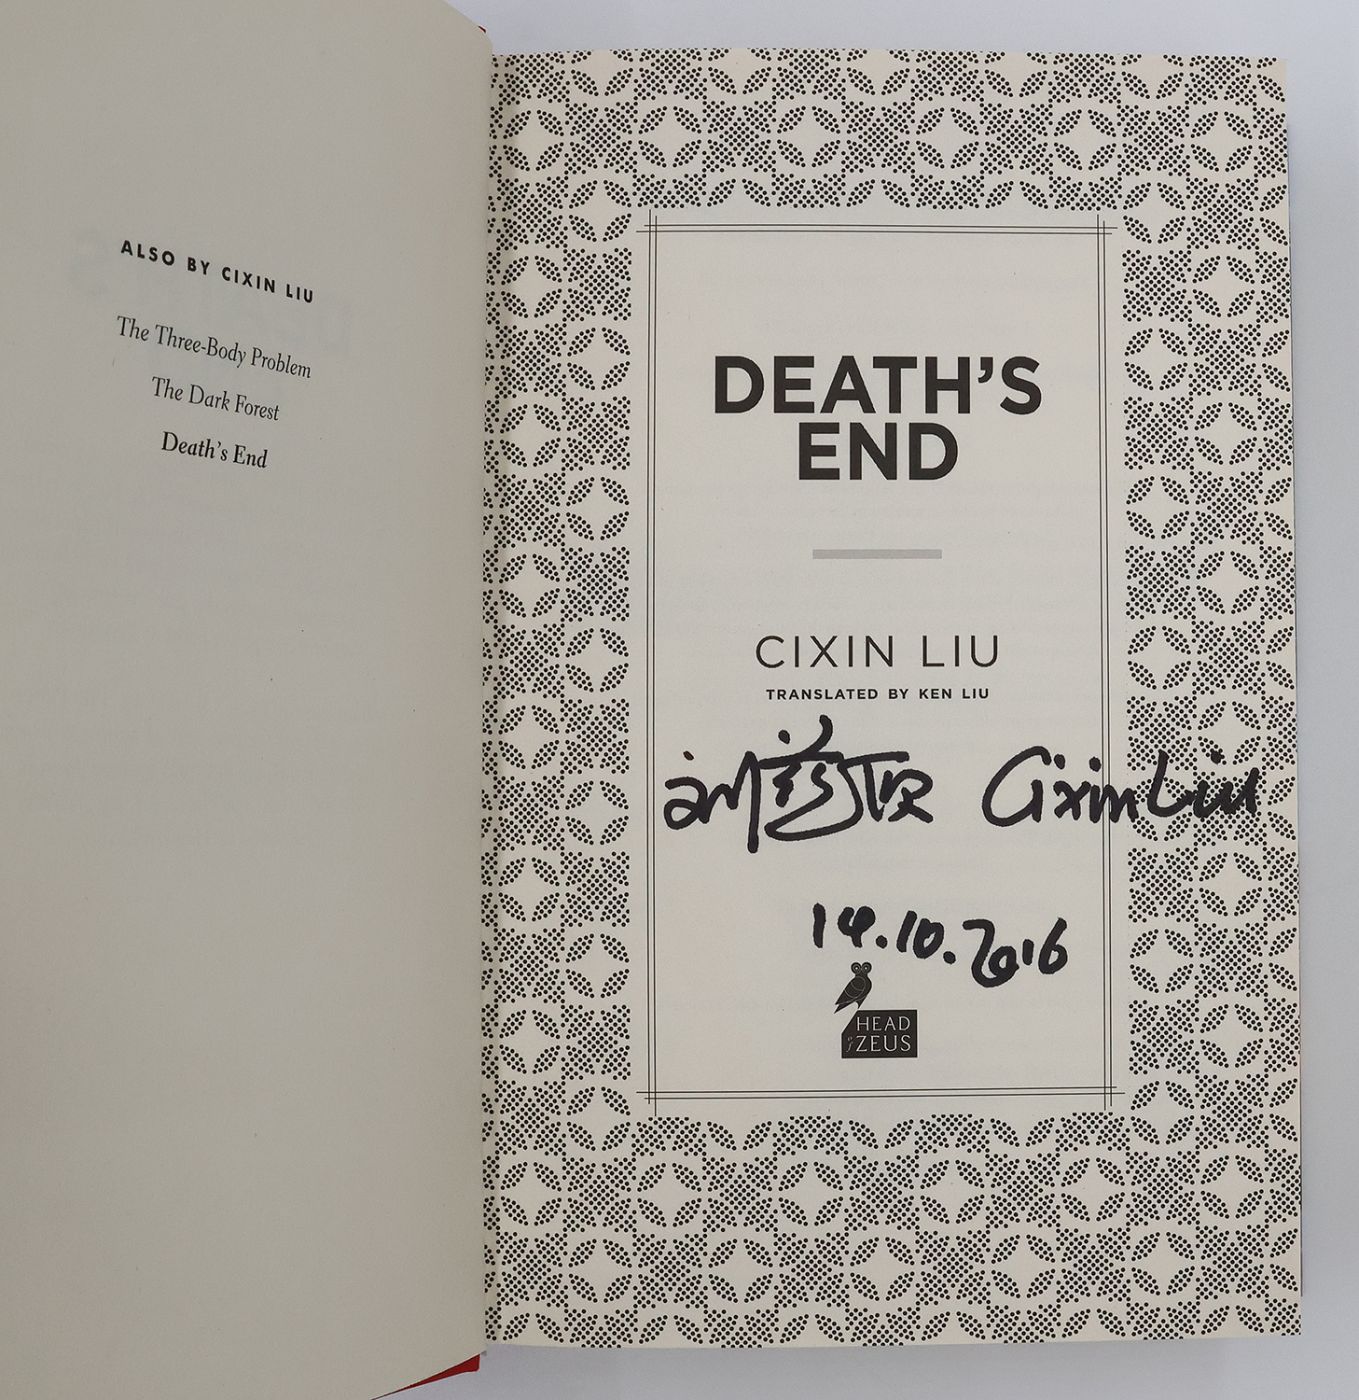 ALSO BY CIXIN LIU
The Three-Body Problem
The Dark Forest
Death's End
DEATH'S
END
CIXIN LIU
TRANSLATED BY KEN LIU
刘慈欣 Cixin Liu
14.10.2016
HEAD
of ZEUS